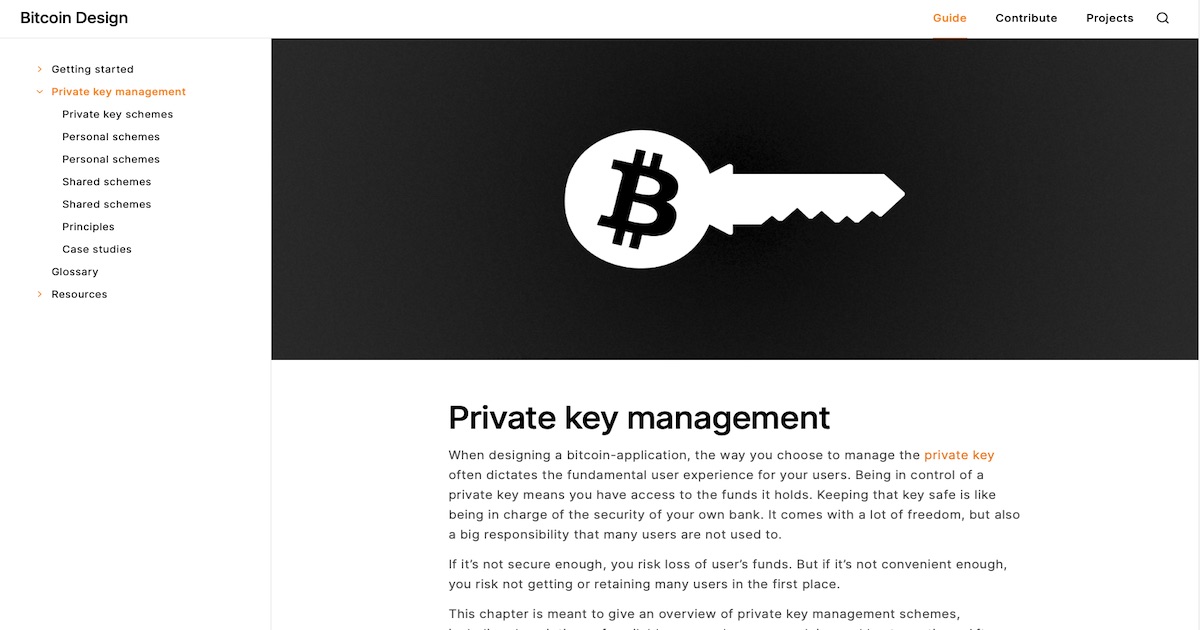 Bitcoin Design
Guide
Contribute
Projects
Getting started
Private key management
Private key schemes
Personal schemes
Personal schemes
Shared schemes
Shared schemes
Principles
Case studies
Glossary
Resources
Private key management
When designing a bitcoin-application, the way you choose to manage the private key
often dictates the fundamental user experience for your users. Being in control of a
private key means you have access to the funds it holds. Keeping that key safe is like
being in charge of the security of your own bank. It comes with a lot of freedom, but also
a big responsibility that many users are not used to.
If it’s not secure enough, you risk loss of user’s funds. But if it’s not convenient enough,
you risk not getting or retaining many users in the first place.
This chapter is meant to give an overview of private key management schemes,